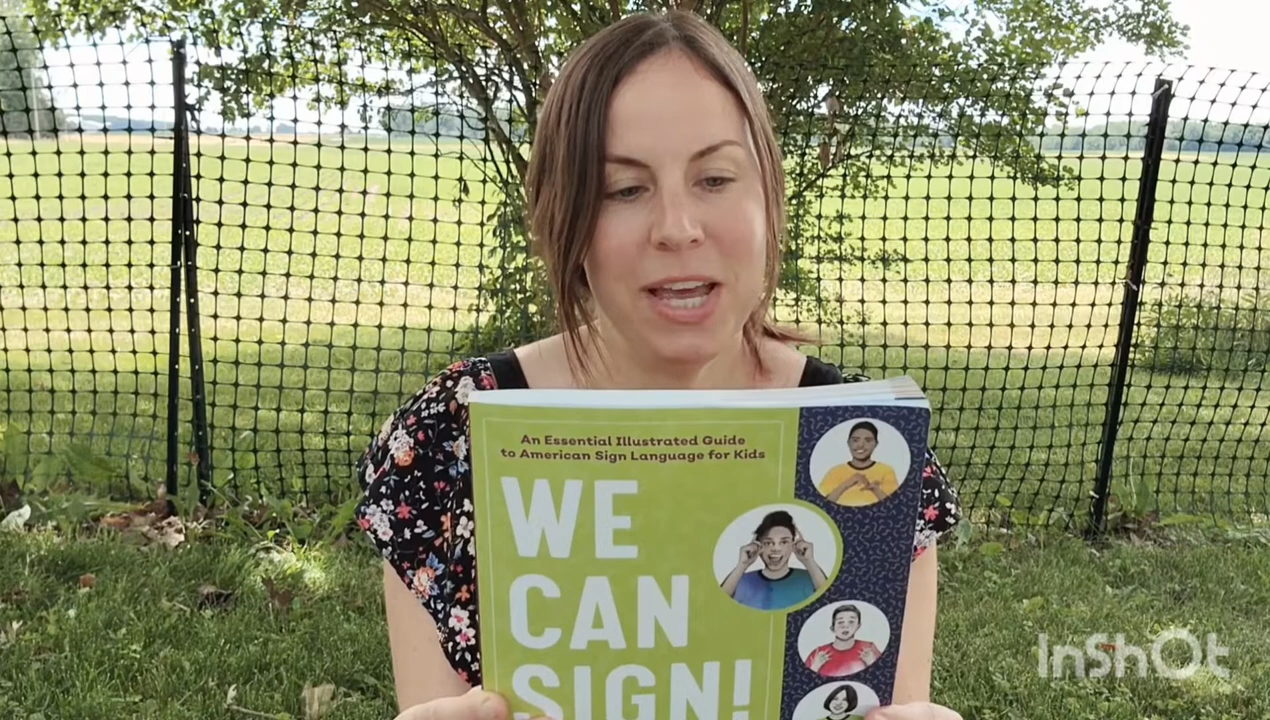 An Essential Illustrated Guide
to American Sign Language for Kids
WE
CAN
SIGN!
InShOt